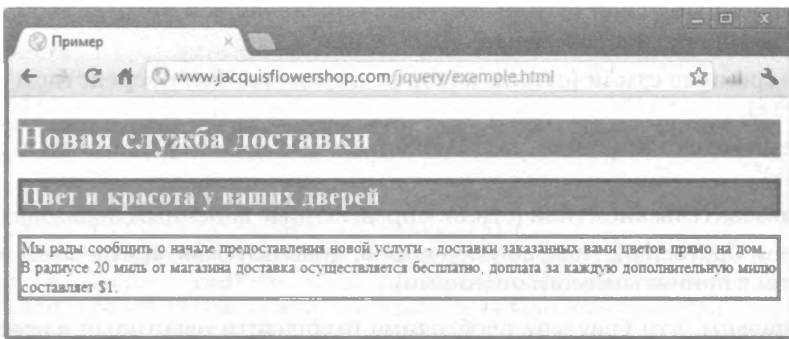 Пример
www.jacquisflowershop.com/jquery/example.html
Новая служба доставки
Цвет и красота у ваших дверей
Мы рады сообщить о начале предоставления новой услуги - доставки заказанных вами цветов прямо на дом.
В радиусе 20 миль от магазина доставка осуществляется бесплатно, доплата за каждую дополнительную милю
составляет $1.